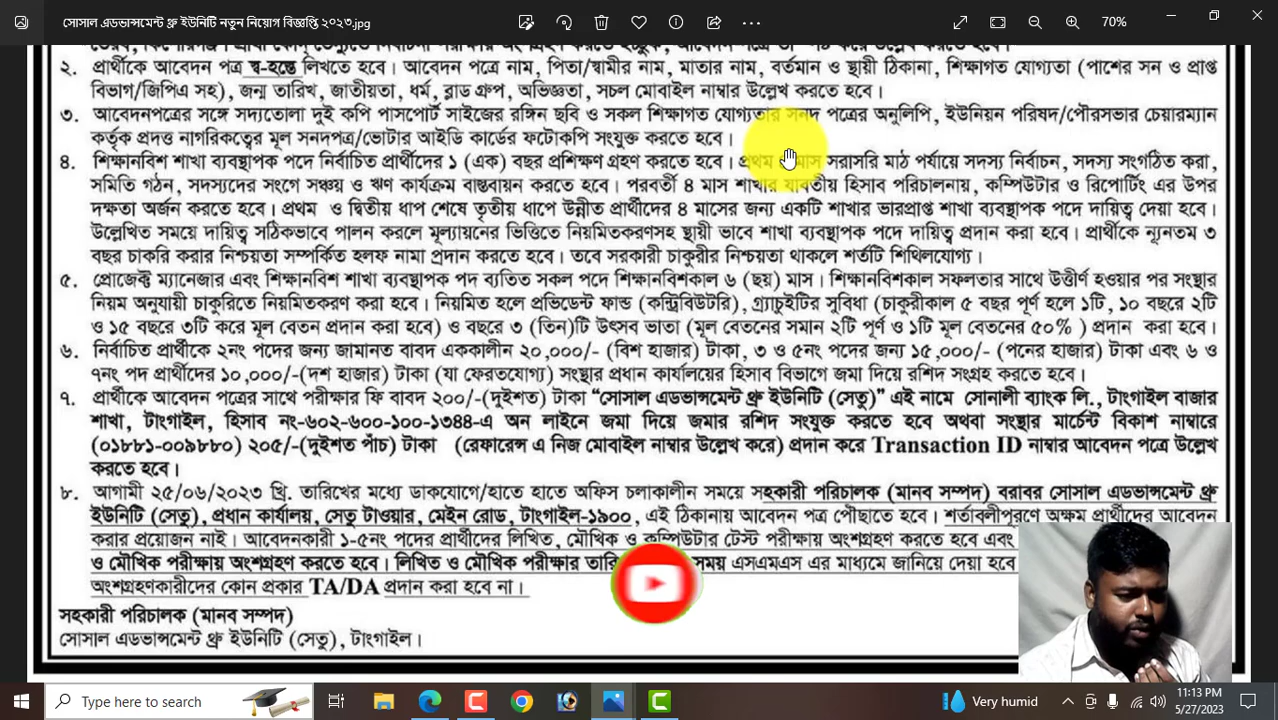 সোসাল এডভান্সমেন্ট থ্রু ইউনিটি নতুন নিয়োগ বিজ্ঞপ্তি ২০২৩.jpg
70%
২. প্রার্থীকে আবেদন পত্র স্ব-হস্তে লিখতে হবে। আবেদন পত্রে নাম, পিতা/স্বামীর নাম, মাতার নাম, বর্তমান ও স্থায়ী ঠিকানা, শিক্ষাগত যোগ্যতা (পাশের সন ও প্রাপ্ত
বিভাগ/জিপিএ সহ), জন্ম তারিখ, জাতীয়তা, ধর্ম, ব্লাড গ্রুপ, অভিজ্ঞতা, সচল মোবাইল নাম্বার উল্লেখ করতে হবে।
৩. আবেদনপত্রের সঙ্গে সদ্যতোলা দুই কপি পাসপোর্ট সাইজের রঙ্গিন ছবি ও সকল শিক্ষাগত যোগ্যতার সনদ পত্রের অনুলিপি, ইউনিয়ন পরিষদ/পৌরসভার চেয়ারম্যান
কর্তৃক প্রদত্ত নাগরিকত্বের মূল সনদপত্র/ভোটার আইডি কার্ডের ফটোকপি সংযুক্ত করতে হবে।
৪. শিক্ষানবিশ শাখা ব্যবস্থাপক পদে নির্বাচিত প্রার্থীদের ১ (এক) বছর প্রশিক্ষণ গ্রহণ করতে হবে। প্রথম মাস সরাসরি মাঠ পর্যায়ে সদস্য নির্বাচন, সদস্য সংগঠিত করা,
সমিতি গঠন, সদস্যদের সংগে সঞ্চয় ও ঋণ কার্যক্রম বাস্তবায়ন করতে হবে। পরবর্তী ৪ মাস শাখার যাবতীয় হিসাব পরিচালনায়, কম্পিউটার ও রিপোর্টিং এর উপর
দক্ষতা অর্জন করতে হবে। প্রথম ও দ্বিতীয় ধাপ শেষে তৃতীয় ধাপে উন্নীত প্রার্থীদের ৪ মাসের জন্য একটি শাখার ভারপ্রাপ্ত শাখা ব্যবস্থাপক পদে দায়িত্ব দেয়া হবে।
উল্লেখিত সময়ে দায়িত্ব সঠিকভাবে পালন করলে মূল্যায়নের ভিত্তিতে নিয়মিতকরণসহ স্থায়ী ভাবে শাখা ব্যবস্থাপক পদে দায়িত্ব প্রদান করা হবে। প্রার্থীকে ন্যূনতম ৩
বছর চাকরি করার নিশ্চয়তা সম্পর্কিত হলফ নামা প্রদান করতে হবে। তবে সরকারী চাকুরীর নিশ্চয়তা থাকলে শর্তটি শিথিলযোগ্য।
৫. প্রোজেক্ট ম্যানেজার এবং শিক্ষানবিশ শাখা ব্যবস্থাপক পদ ব্যতিত সকল পদে শিক্ষানবিশকাল ৬ (ছয়) মাস। শিক্ষানবিশকাল সফলতার সাথে উত্তীর্ণ হওয়ার পর সংস্থার
নিয়ম অনুযায়ী চাকুরিতে নিয়মিতকরণ করা হবে। নিয়মিত হলে প্রভিডেন্ট ফান্ড (কন্ট্রিবিউটরি), গ্র্যাচুইটির সুবিধা (চাকুরীকাল ৫ বছর পূর্ণ হলে ১টি, ১০ বছরে ২টি
ও ১৫ বছরে ৩টি করে মূল বেতন প্রদান করা হবে) ও বছরে ৩ (তিন)টি উৎসব ভাতা (মূল বেতনের সমান ২টি পূর্ণ ও ১টি মূল বেতনের ৫০% ) প্রদান করা হবে।
৬. নির্বাচিত প্রার্থীকে ২নং পদের জন্য জামানত বাবদ এককালীন ২০,০০০/- (বিশ হাজার) টাকা, ৩ ও ৫নং পদের জন্য ১৫,০০০/- (পনের হাজার) টাকা এবং ৬ ও
৭নং পদ প্রার্থীদের ১০,০০০/-(দশ হাজার) টাকা (যা ফেরতযোগ্য) সংস্থার প্রধান কার্যালয়ের হিসাব বিভাগে জমা দিয়ে রশিদ সংগ্রহ করতে হবে।
৭. প্রার্থীকে আবেদন পত্রের সাথে পরীক্ষার ফি বাবদ ২০০/-(দুইশত) টাকা “সোসাল এডভান্সমেন্ট থ্রু ইউনিটি (সেতু)” এই নামে সোনালী ব্যাংক লি., টাংগাইল বাজার
শাখা, টাংগাইল, হিসাব নং-৬০২-৬০০-১০০-১৩৪৪-এ অন লাইনে জমা দিয়ে জমার রশিদ সংযুক্ত করতে হবে অথবা সংস্থার মার্চেন্ট বিকাশ নাম্বারে
(০১৮৮১-০০৯৮৮০) ২০৫/-(দুইশত পাঁচ) টাকা (রেফারেন্স এ নিজ মোবাইল নাম্বার উল্লেখ করে) প্রদান করে Transaction ID নাম্বার আবেদন পত্রে উল্লেখ
করতে হবে।
৮. আগামী ২৫/০৬/২০২৩ খ্রি. তারিখের মধ্যে ডাকযোগে/হাতে হাতে অফিস চলাকালীন সময়ে সহকারী পরিচালক (মানব সম্পদ) বরাবর সোসাল এডভান্সমেন্ট থ্রু
ইউনিটি (সেতু), প্রধান কার্যালয়, সেতু টাওয়ার, মেইন রোড, টাংগাইল-১৯০০, এই ঠিকানায় আবেদন পত্র পৌঁছাতে হবে। শর্তাবলীপুরণে অক্ষম প্রার্থীদের আবেদন
করার প্রয়োজন নাই। আবেদনকারী ১-৫নং পদের প্রার্থীদের লিখিত, মৌখিক ও কম্পিউটার টেস্ট পরীক্ষায় অংশগ্রহণ করতে হবে এবং
ও মৌখিক পরীক্ষায় অংশগ্রহণ করতে হবে। লিখিত ও মৌখিক পরীক্ষার সময় এসএমএস এর মাধ্যমে জানিয়ে দেয়া হবে
অংশগ্রহণকারীদের কোন প্রকার TA/DA প্রদান করা হবে না।
সহকারী পরিচালক (মানব সম্পদ)
সোসাল এডভান্সমেন্ট থ্রু ইউনিটি (সেতু), টাংগাইল।
Type here to search
Very humid
11:13 PM
5/27/2023